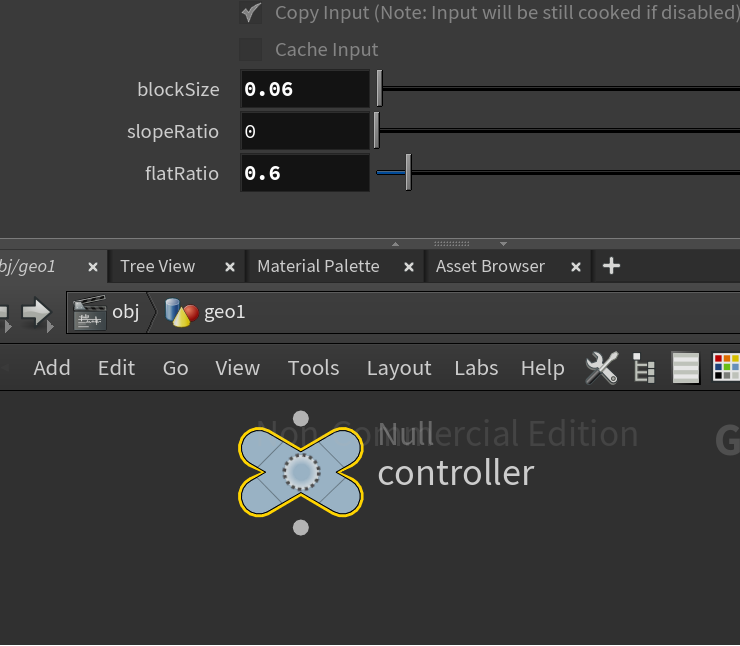 Copy Input (Note: Input will be still cooked if disabled)
Cache Input
blockSize 0.06
slopeRatio 0
flatRatio 0.6
bj/geo1 × Tree View × Material Palette × Asset Browser × +
obj geo1
Add Edit Go View Tools Layout Labs Help
Non-Commercial Edition
Null
controller
G